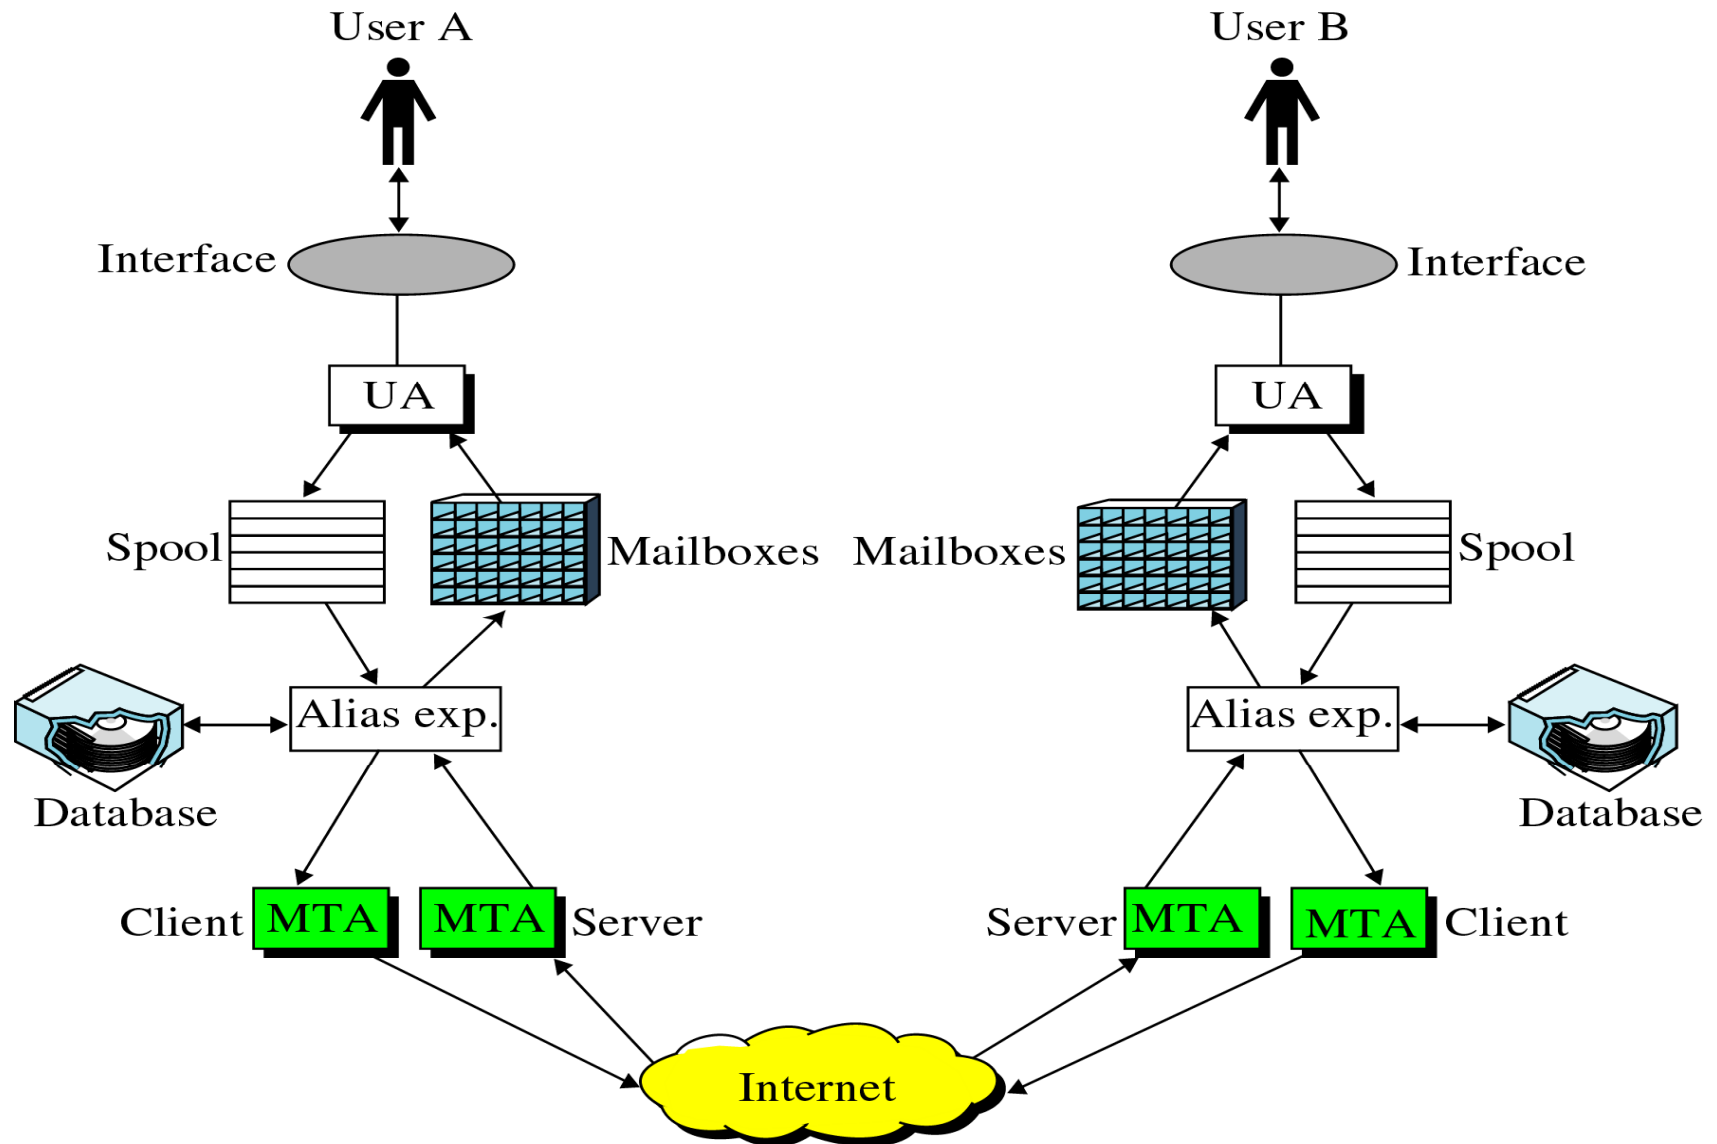 User A
User B
Interface
Interface
UA
UA
Spool
Mailboxes
Mailboxes
Spool
Alias exp.
Alias exp.
Database
Database
Client
MTA
MTA
Server
Server
MTA
MTA
Client
Internet